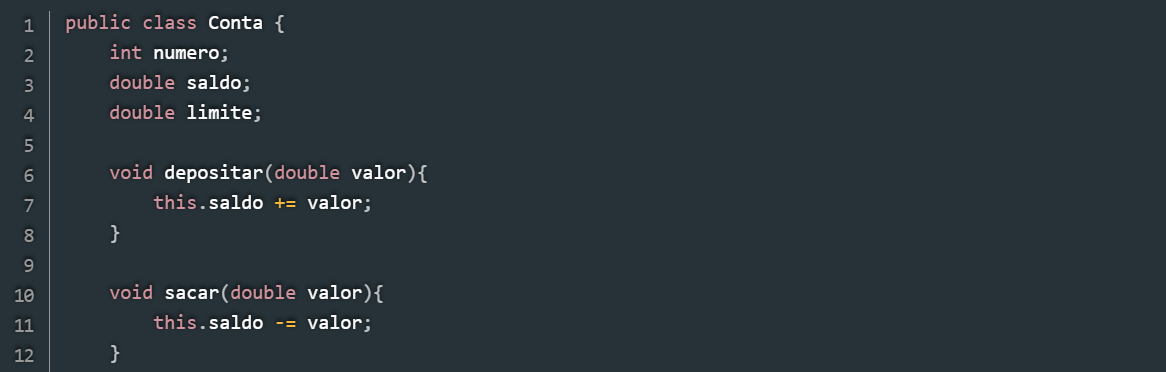 1 public class Conta {
2     int numero;
3     double saldo;
4     double limite;
5
6     void depositar(double valor){
7         this.saldo += valor;
8     }
9
10     void sacar(double valor){
11         this.saldo -= valor;
12     }